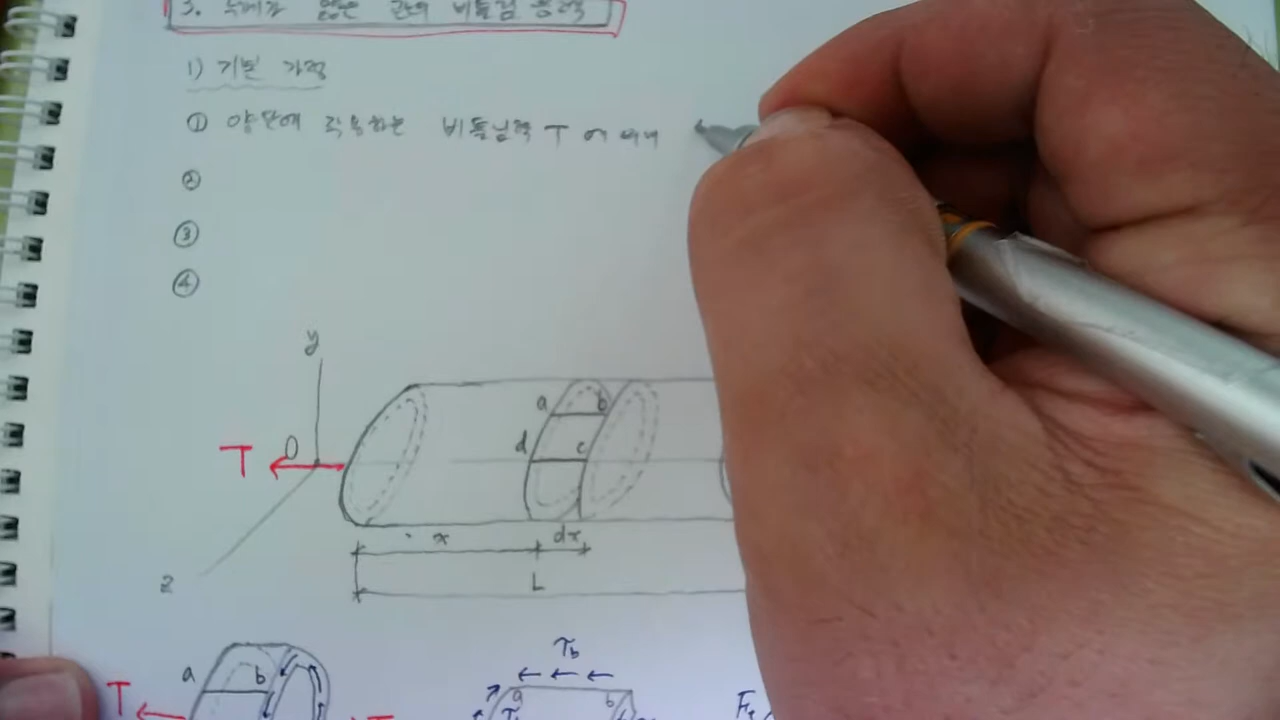 3. 두께가 얇은 관의 비틀림 응력
1) 기본 가정
① 양단에 작용하는 비틀림력 T 에 의해
②
③
④
y
a b
T O d c
x dx
z L
τb
a b
T
a b
T
F₁